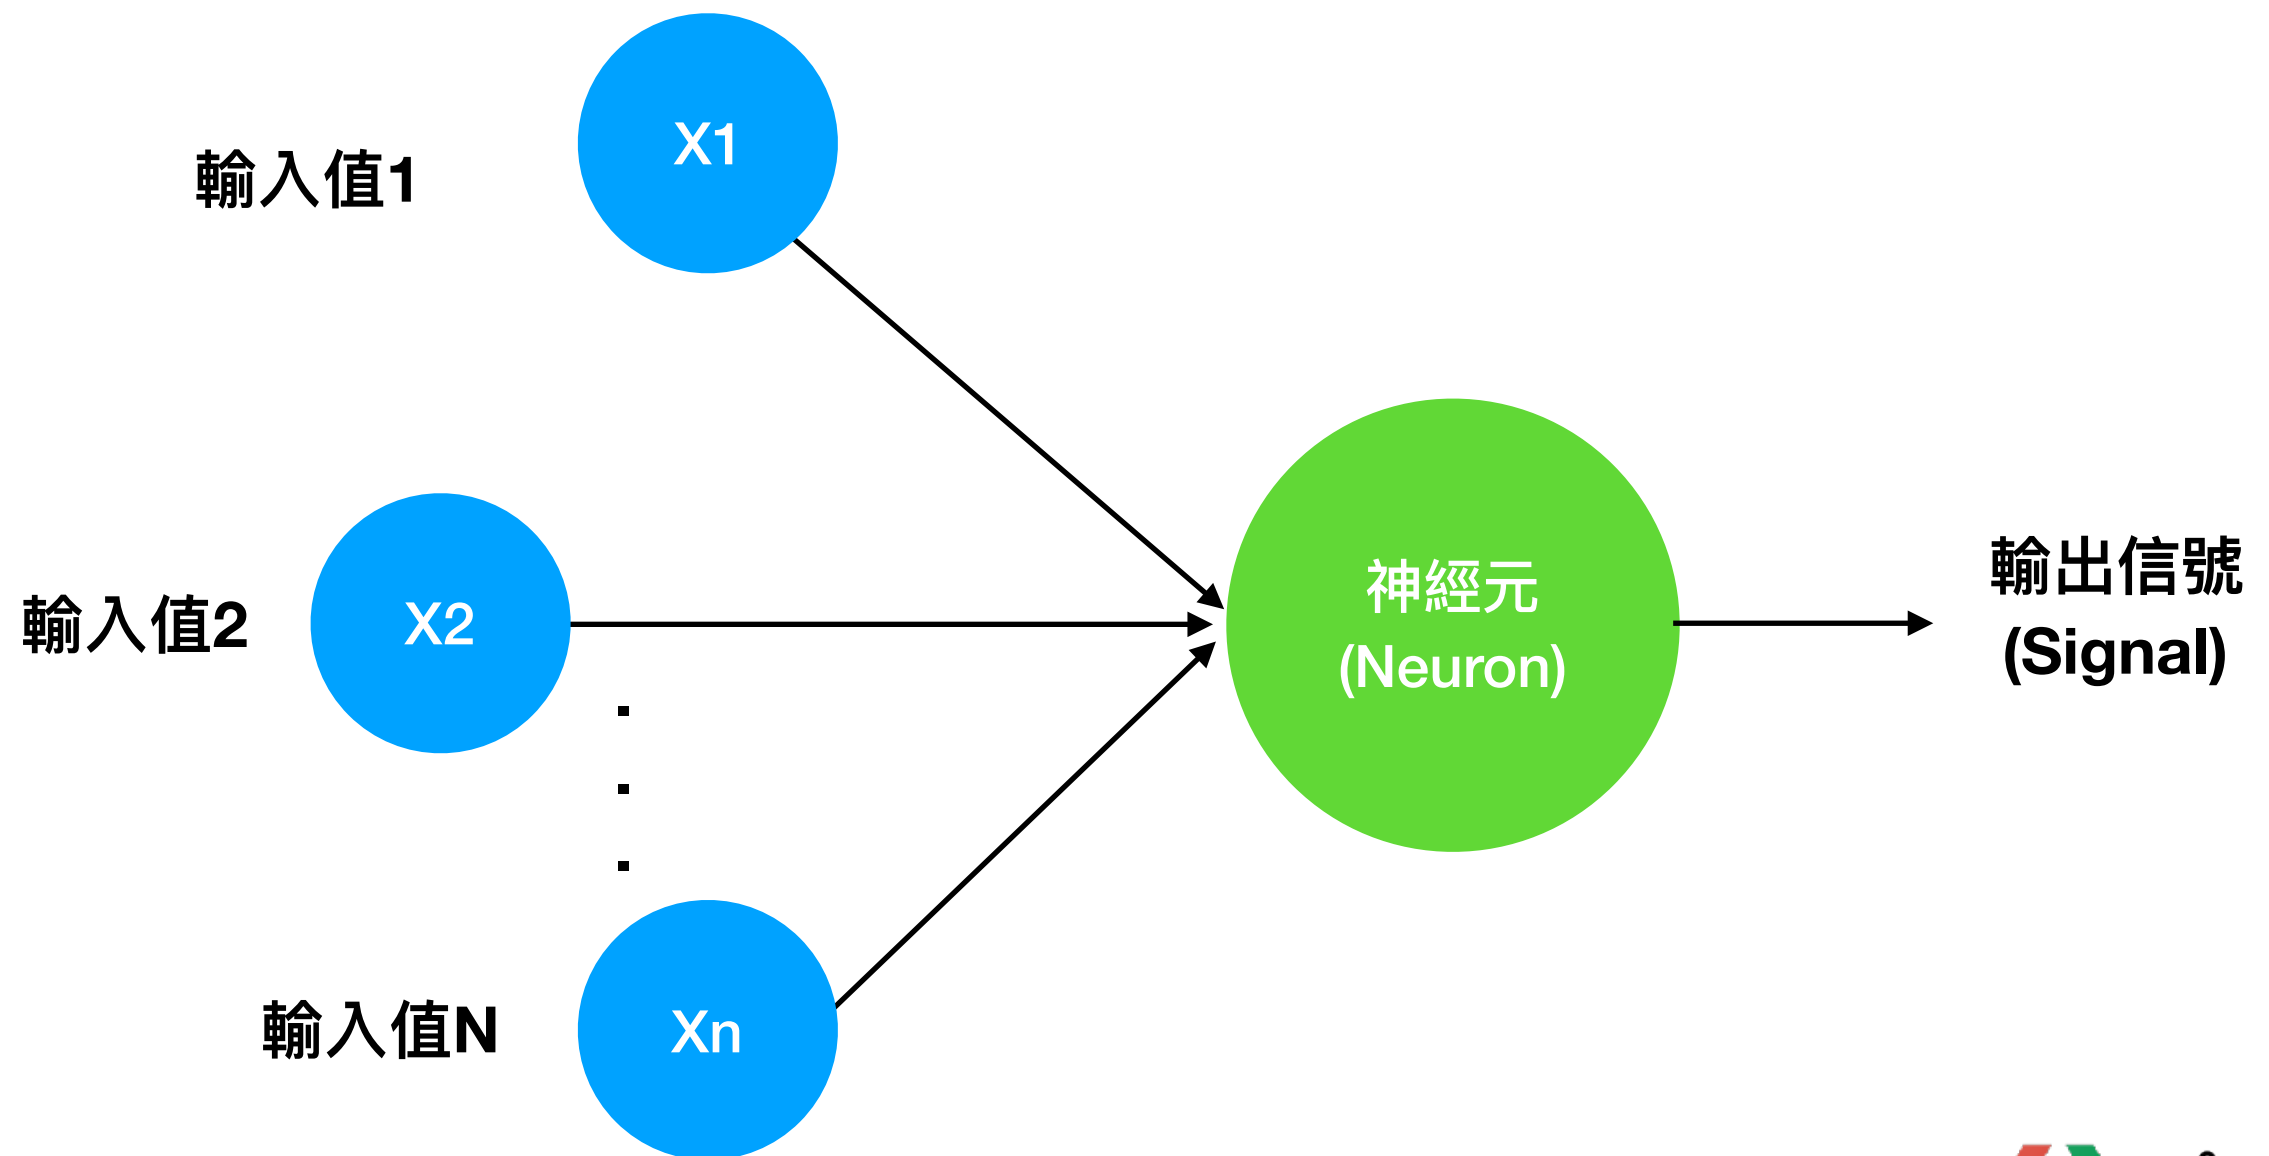 輸入值1
X1
輸入值2
X2
神經元
(Neuron)
輸出信號
(Signal)
輸入值N
Xn